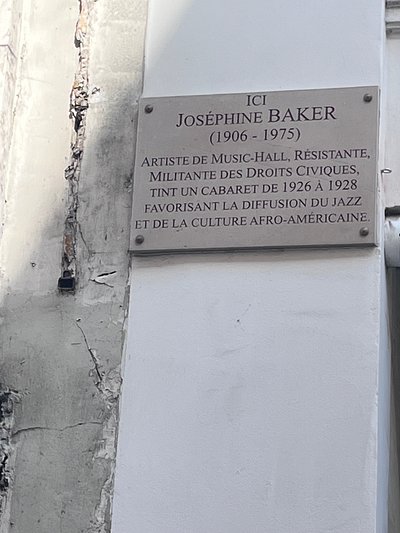 ICI
JOSÉPHINE BAKER
(1906 - 1975)
ARTISTE DE MUSIC-HALL, RÉSISTANTE,
MILITANTE DES DROITS CIVIQUES,
TINT UN CABARET DE 1926 À 1928
FAVORISANT LA DIFFUSION DU JAZZ
ET DE LA CULTURE AFRO-AMÉRICAINE.